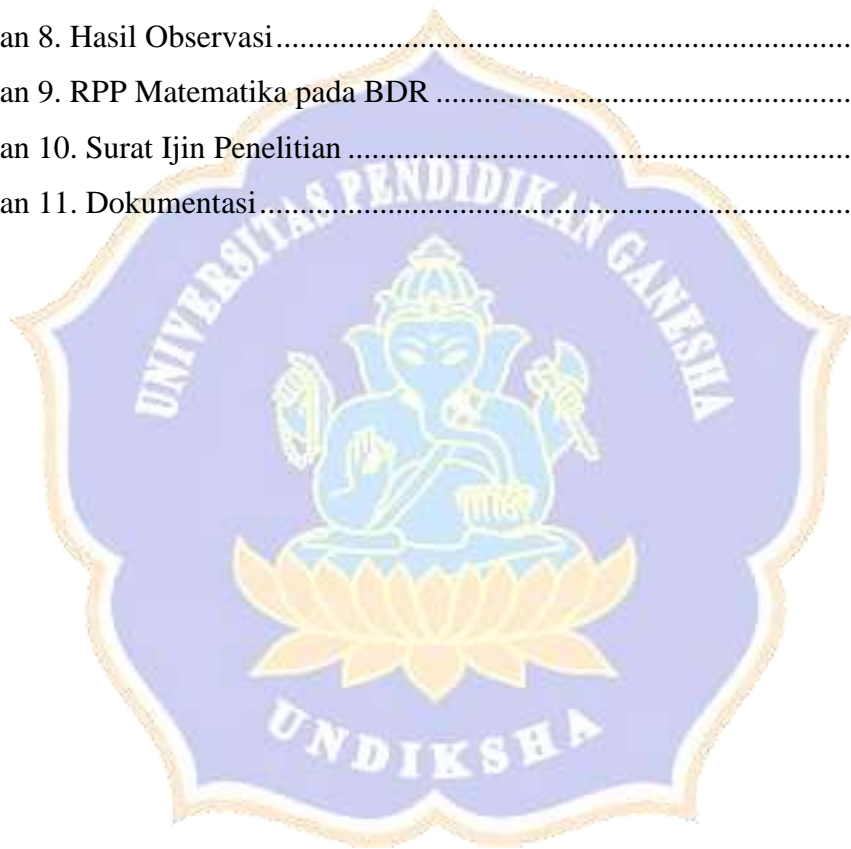 an 8. Hasil Observasi................................................................................
an 9. RPP Matematika pada BDR ..........................................................
an 10. Surat Ijin Penelitian ......................................................................
an 11. Dokumentasi..................................................................................
UNIVERSITAS PENDIDIKAN GANESHA
UNDIKSHA